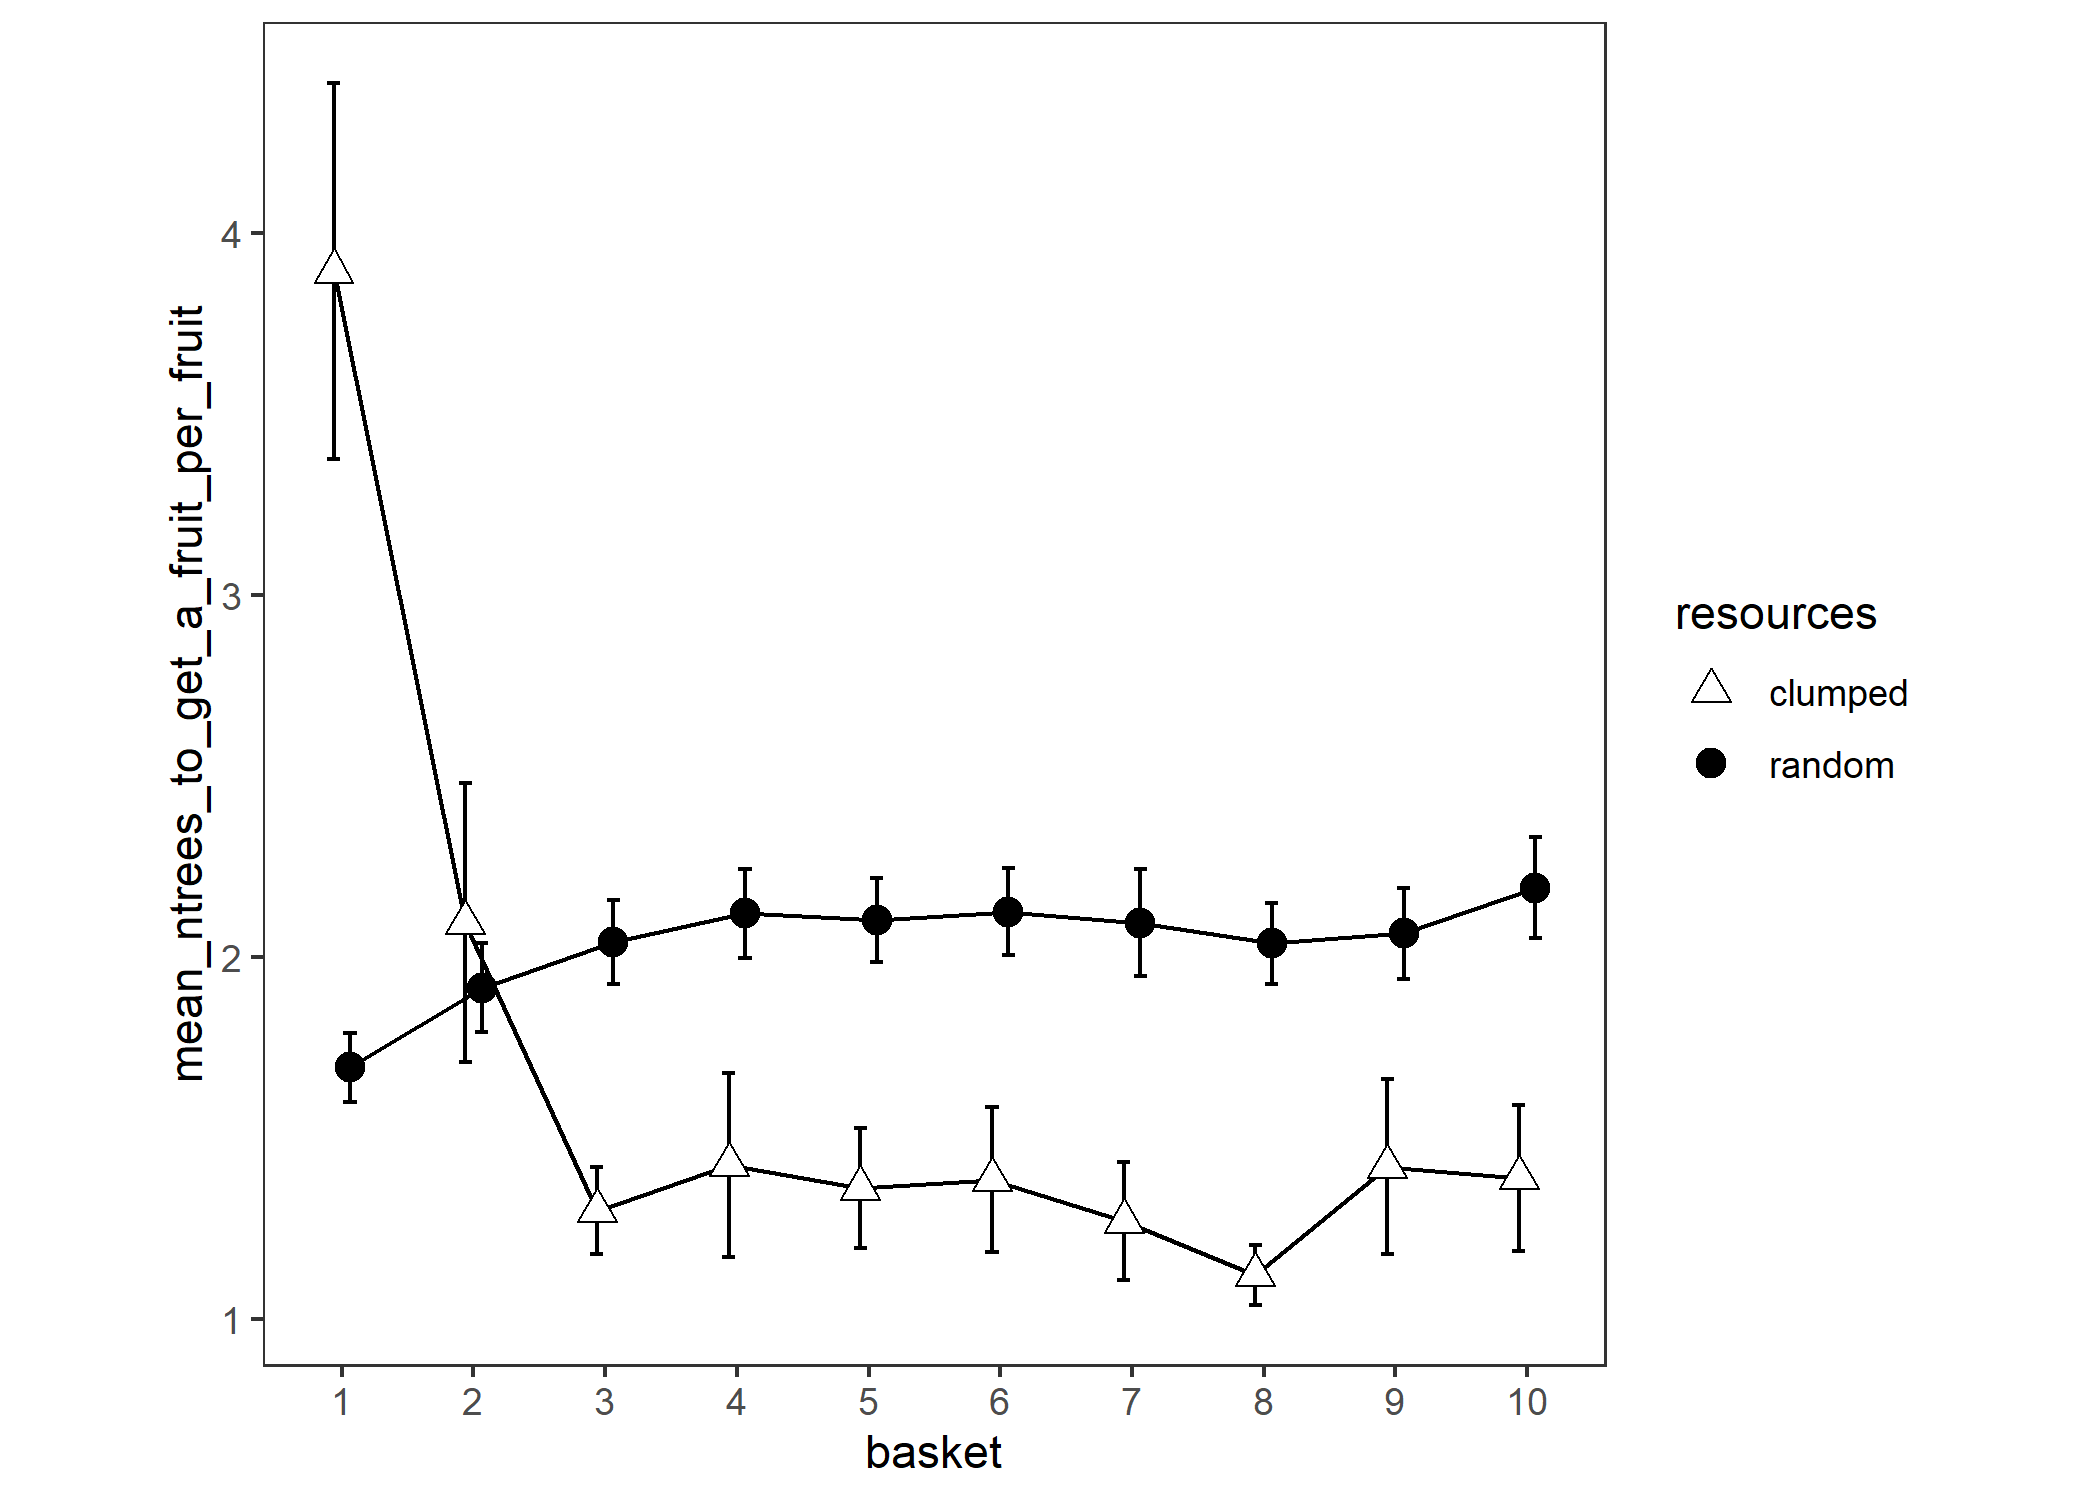 mean_ntrees_to_get_a_fruit_per_fruit
4
3
2
1
1 2 3 4 5 6 7 8 9 10
basket
resources
clumped
random